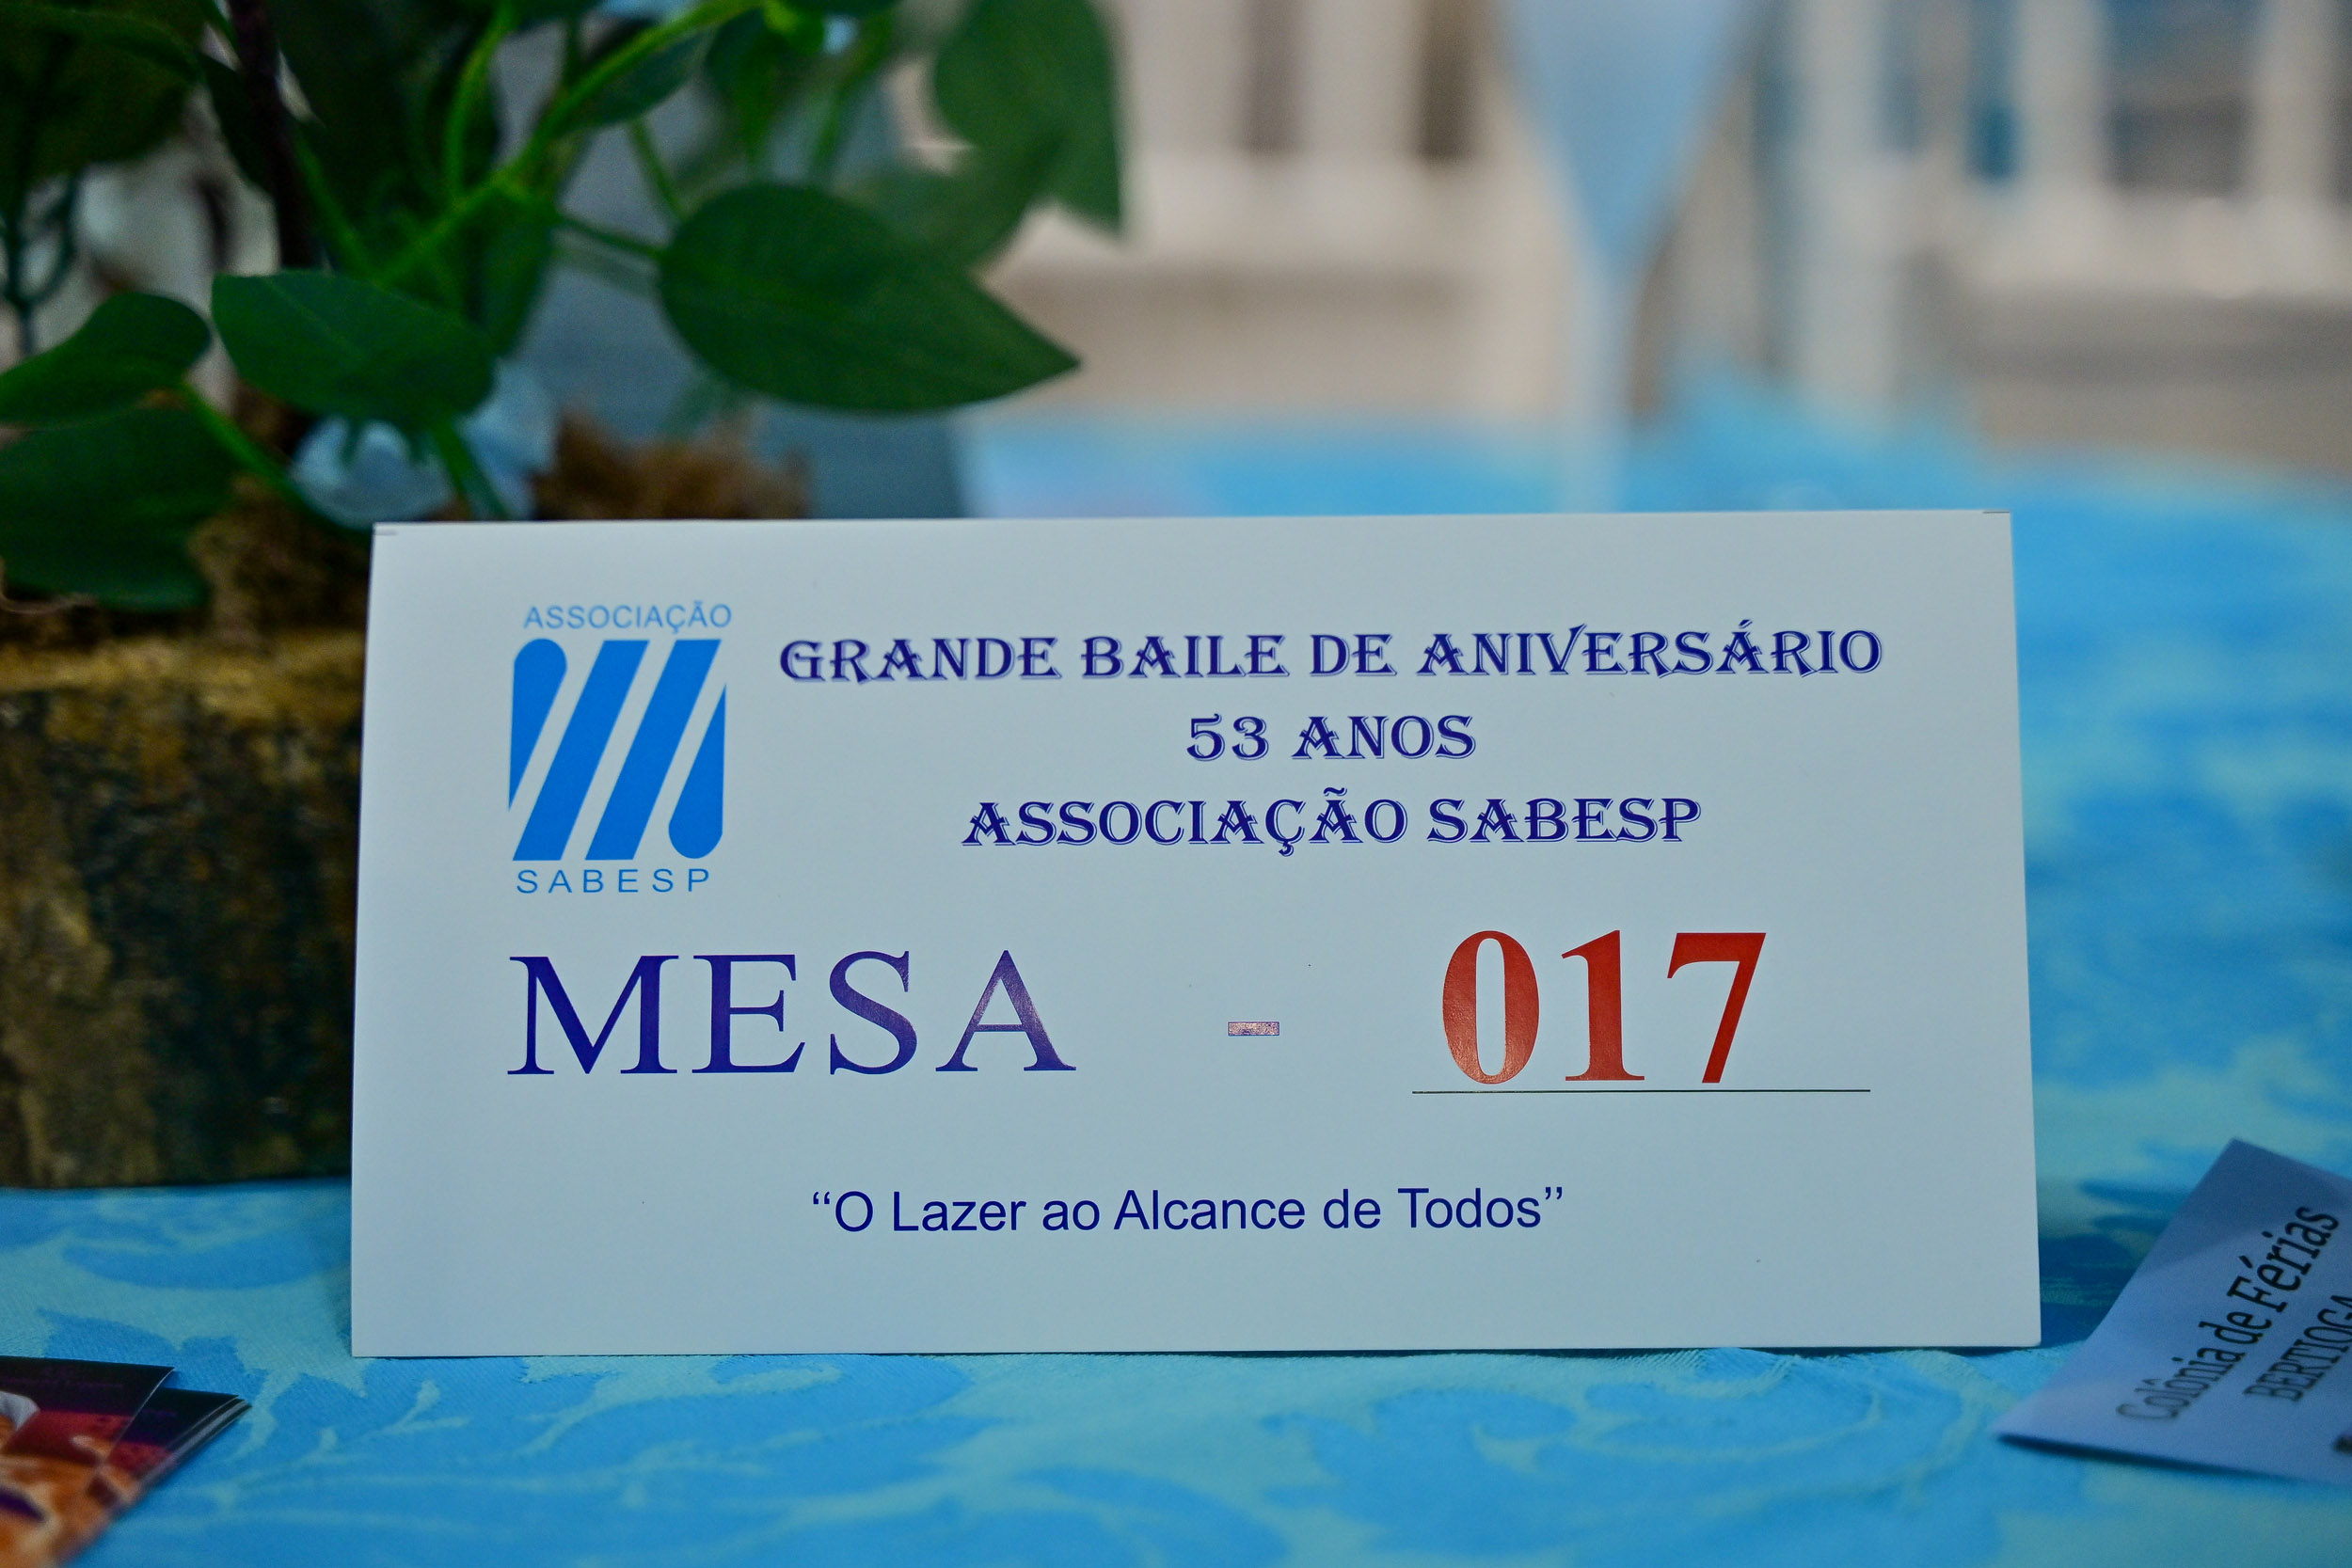 ASSOCIAÇÃO
SABESP
GRANDE BAILE DE ANIVERSÁRIO
53 ANOS
ASSOCIAÇÃO SABESP
MESA - 017
“O Lazer ao Alcance de Todos”
Colônia de Férias
BERTIOGA